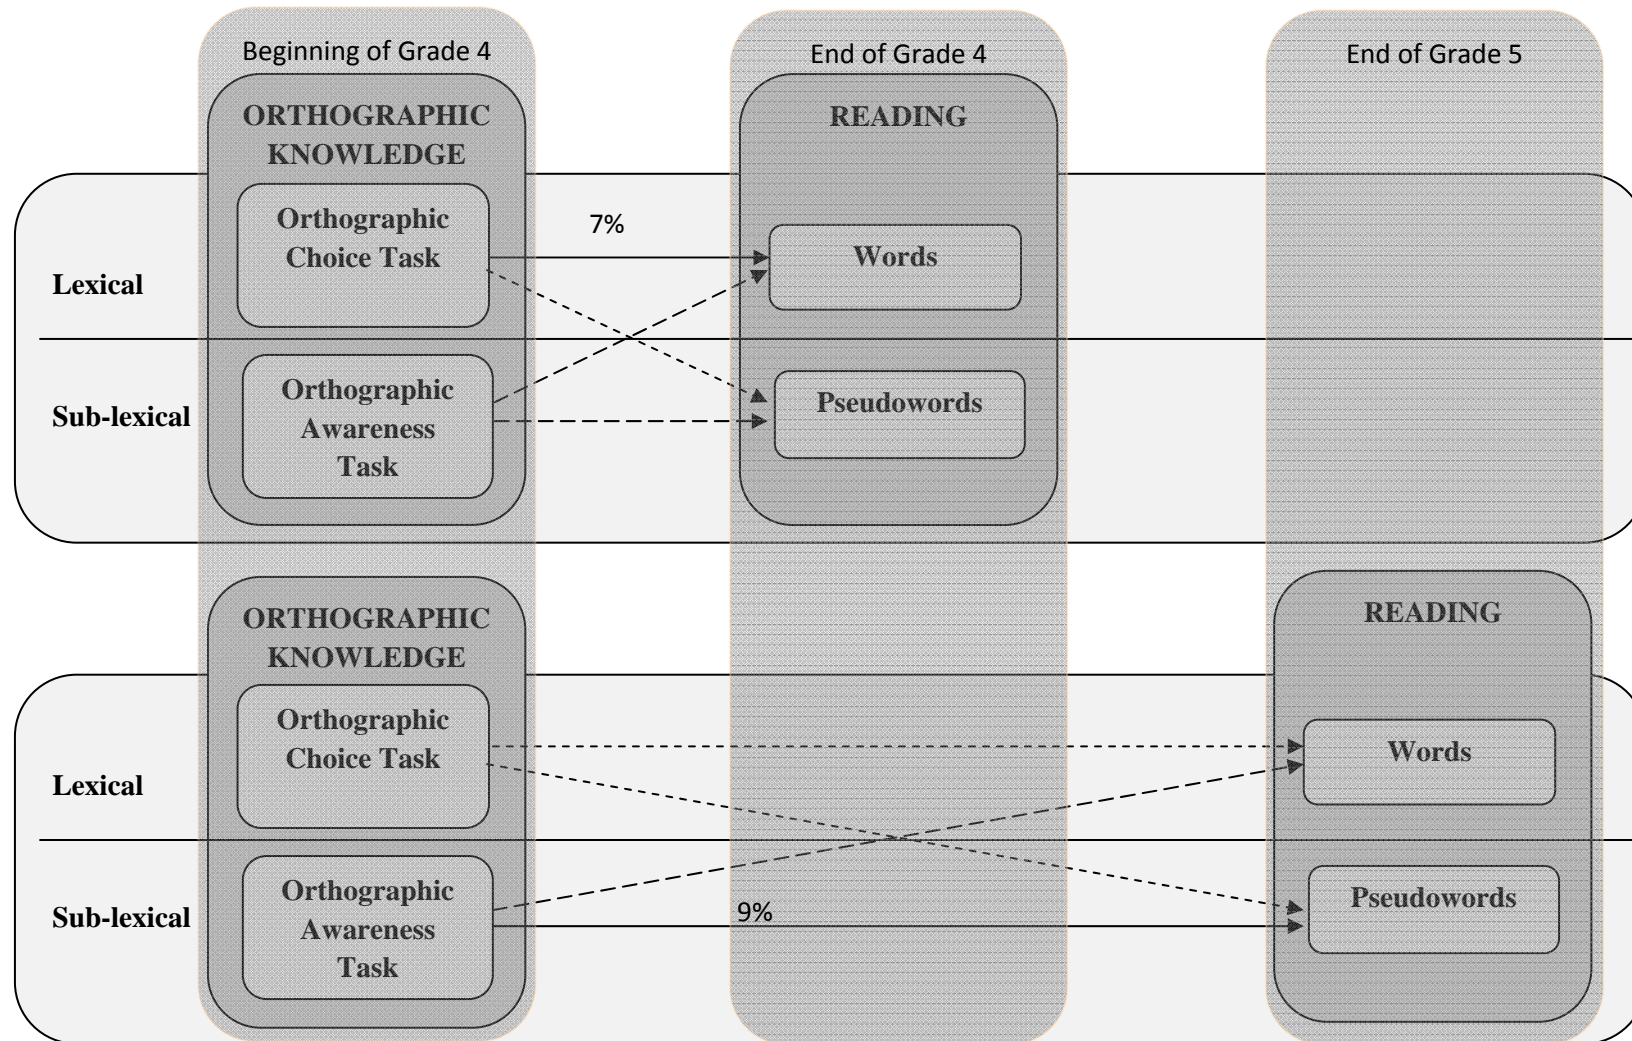 Beginning of Grade 4
End of Grade 4
End of Grade 5
ORTHOGRAPHIC
KNOWLEDGE
READING
Orthographic
Choice Task
7%
Words
Lexical
Orthographic
Awareness
Task
Pseudowords
Sub-lexical
ORTHOGRAPHIC
KNOWLEDGE
READING
Orthographic
Choice Task
Words
Lexical
Orthographic
Awareness
Task
9%
Pseudowords
Sub-lexical